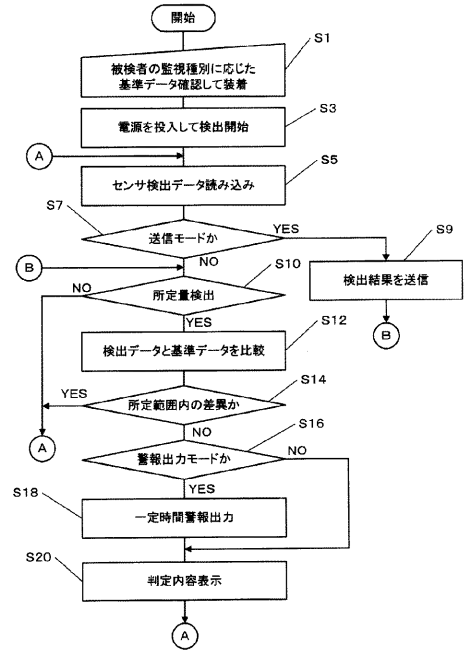 開始
S1
被検者の監視種別に応じた
基準データ確認して装着
S3
電源を投入して検出開始
A
S5
センサ検出データ読み込み
S7
送信モードか
YES
S9
NO
検出結果を送信
B
B
S10
NO
所定量検出
YES
S12
検出データと基準データを比較
S14
YES
所定範囲内の差異か
A
NO
S16
警報出力モードか
NO
YES
S18
一定時間警報出力
S20
判定内容表示
A